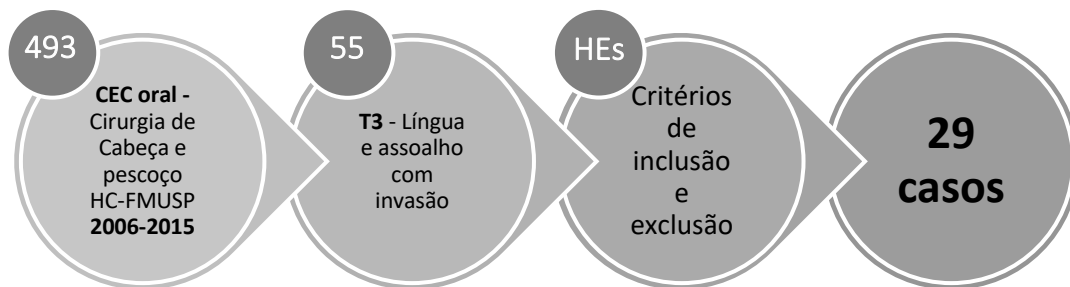 493
CEC oral -
Cirurgia de
Cabeça e
pescoço
HC-FMUSP
2006-2015
55
T3 - Língua
e assoalho
com
invasão
HEs
Critérios
de
inclusão
e
exclusão
29
casos